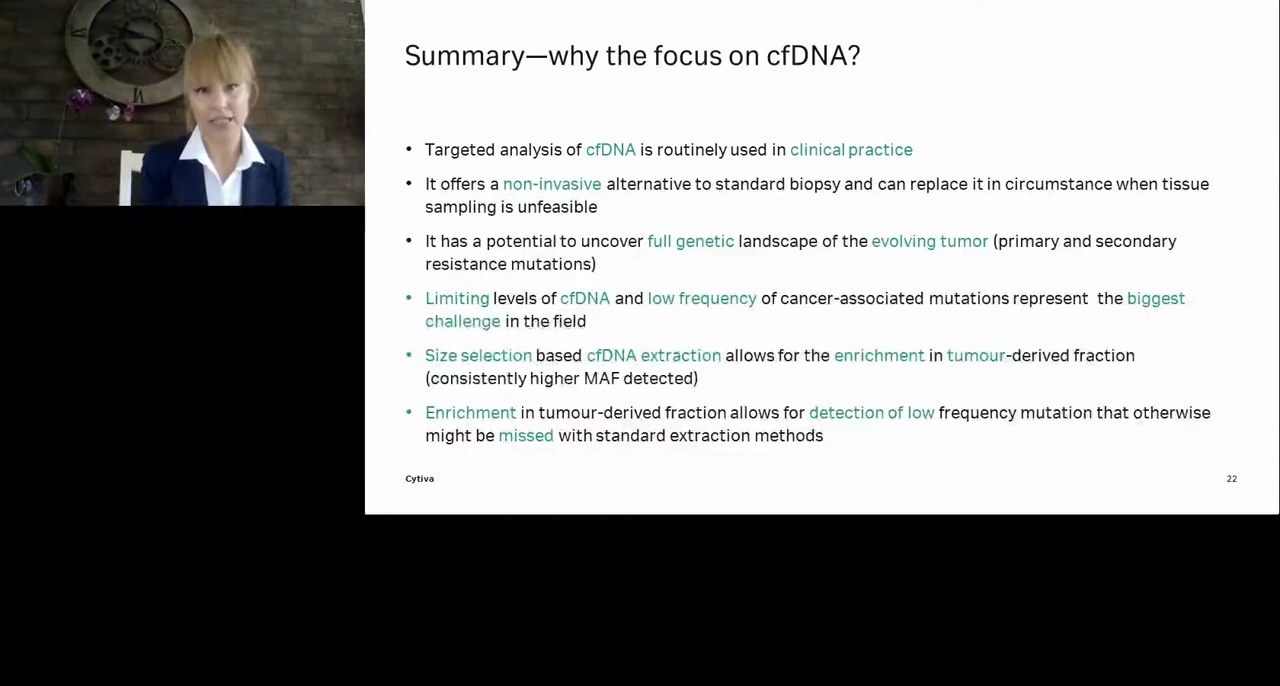 Summary—why the focus on cfDNA?
• Targeted analysis of cfDNA is routinely used in clinical practice
• It offers a non-invasive alternative to standard biopsy and can replace it in circumstance when tissue
sampling is unfeasible
• It has a potential to uncover full genetic landscape of the evolving tumor (primary and secondary
resistance mutations)
• Limiting levels of cfDNA and low frequency of cancer-associated mutations represent the biggest
challenge in the field
• Size selection based cfDNA extraction allows for the enrichment in tumour-derived fraction
(consistently higher MAF detected)
• Enrichment in tumour-derived fraction allows for detection of low frequency mutation that otherwise
might be missed with standard extraction methods
Cytiva
22